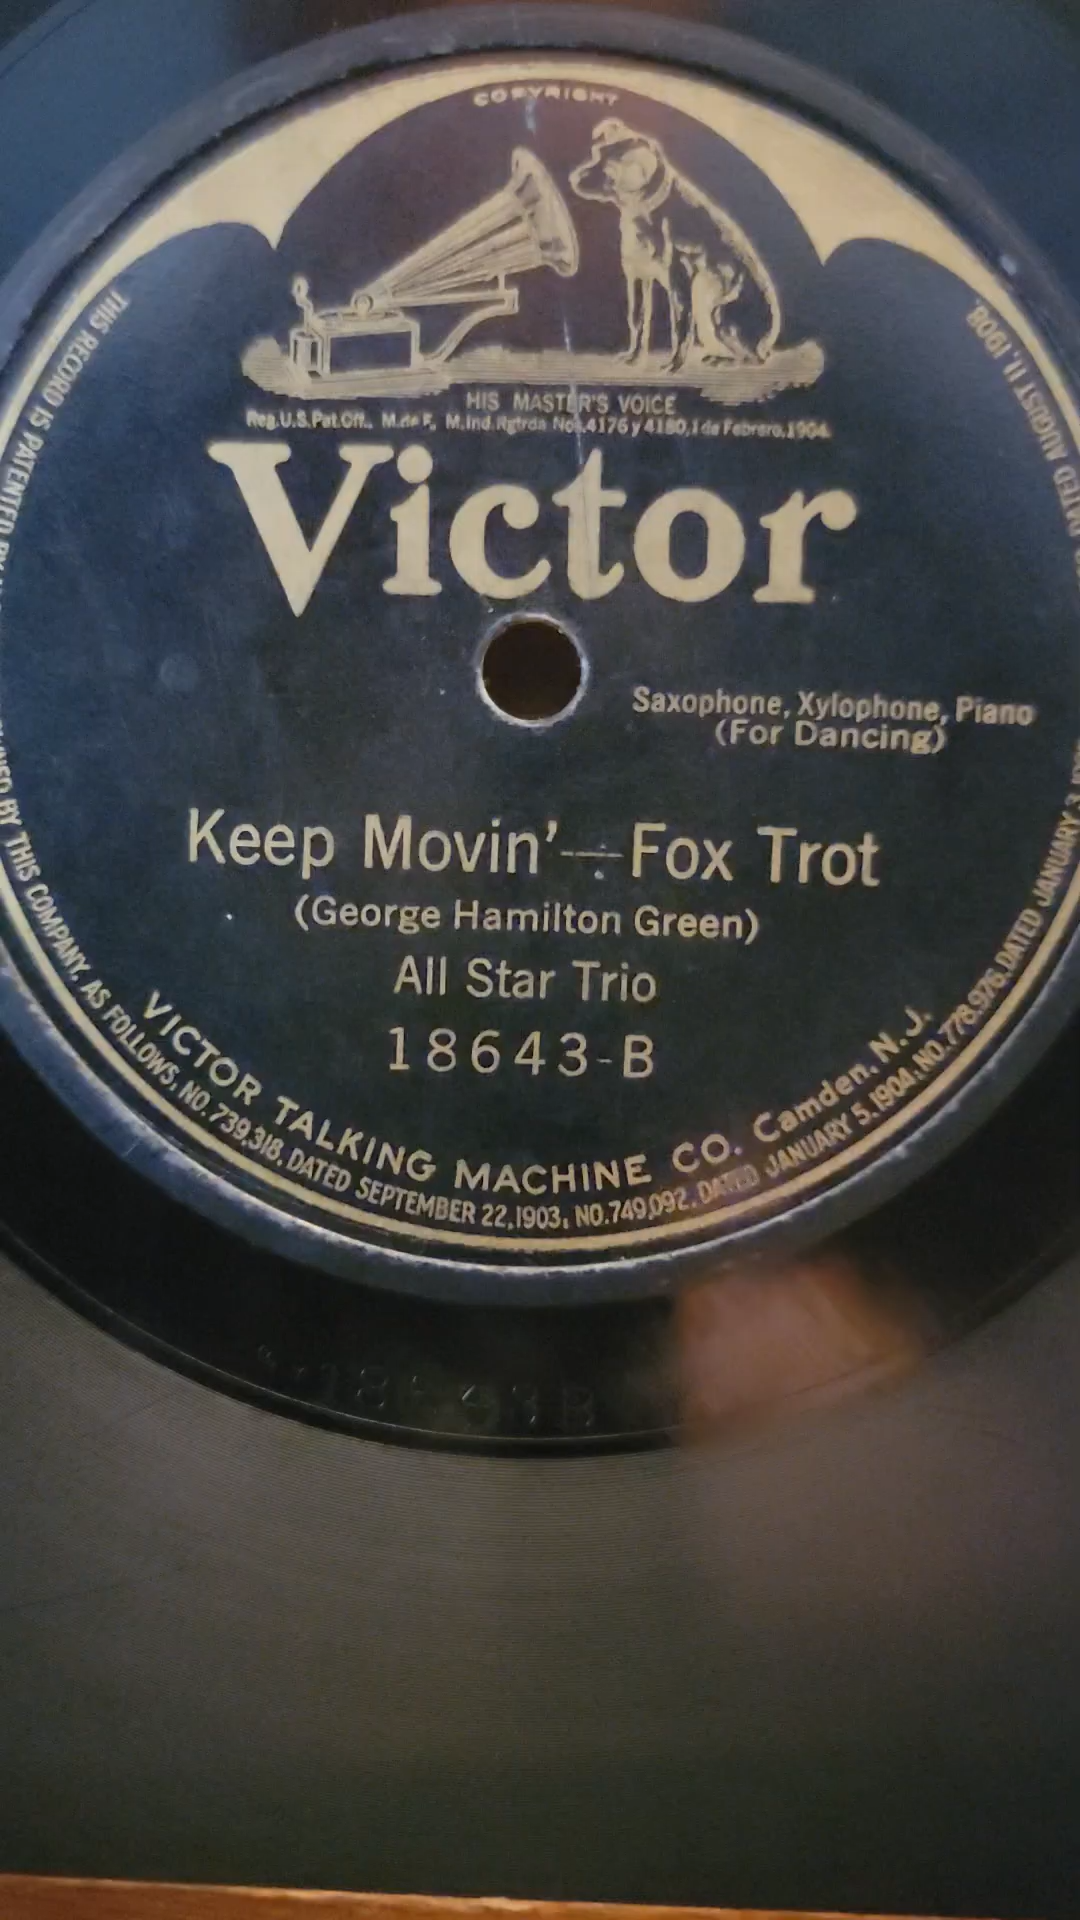 COPYRIGHT
HIS MASTER'S VOICE
Reg.U.S.Pat.Off., M.de F., M.Ind.Rgtrda Nos.4176 y 4180,1 de Febrero,1904.
Victor
Saxophone, Xylophone, Piano
(For Dancing)
Keep Movin'—Fox Trot
(George Hamilton Green)
All Star Trio
18643-B
VICTOR TALKING MACHINE CO. Camden, N.J.
THIS RECORD IS PATENTED BY
BY THIS COMPANY, AS FOLLOWS; NO. 739,318, DATED SEPTEMBER 22,1903; NO.749,092, DATED JANUARY 5,1904; NO.778,976, DATED JANUARY 3,
DATED AUGUST 11, 1908.